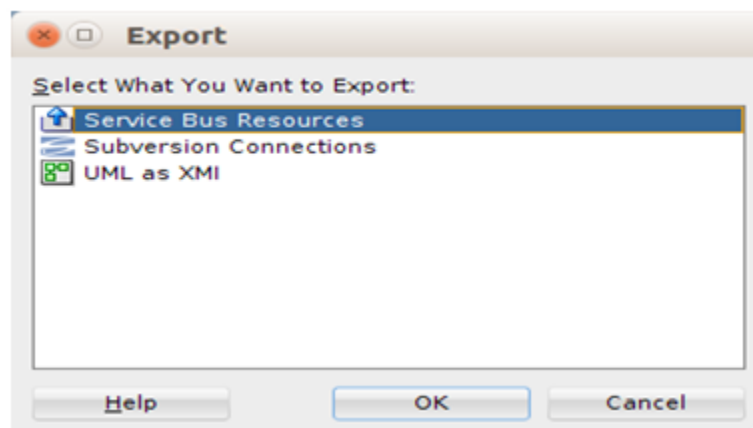 Export
Select What You Want to Export:
Service Bus Resources
Subversion Connections
UML as XMI
Help
OK
Cancel